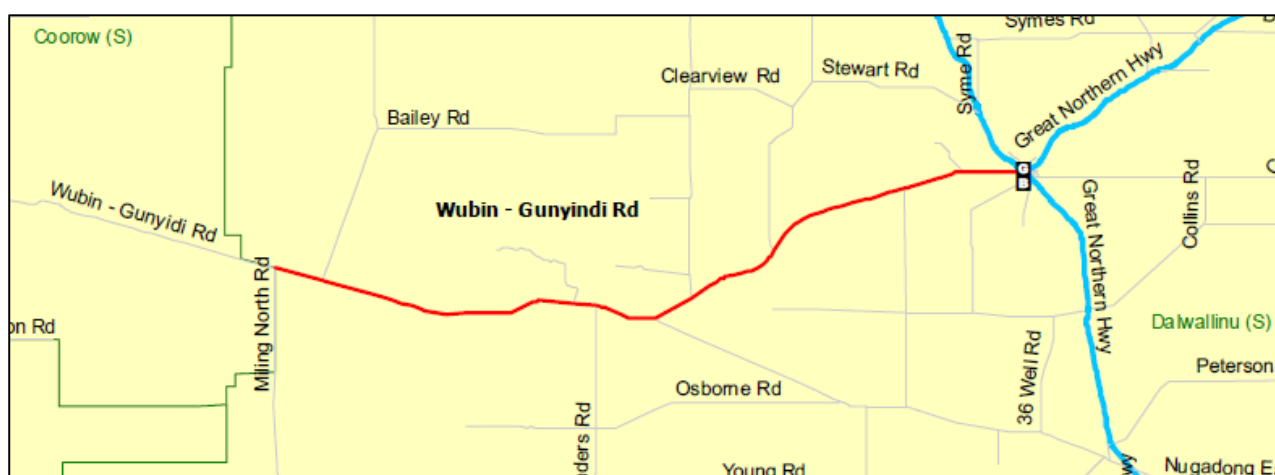 Coorow (S)
Symes Rd
Syme Rd
Great Northern Hwy
Clearview Rd
Stewart Rd
Bailey Rd
Wubin - Gunyidi Rd
Wubin - Gunyindi Rd
Collins Rd
Great Northern Hwy
Miling North Rd
on Rd
Dalwallinu (S)
36 Well Rd
Peterson
Osborne Rd
nders Rd
Young Rd
wy
Nugadong E